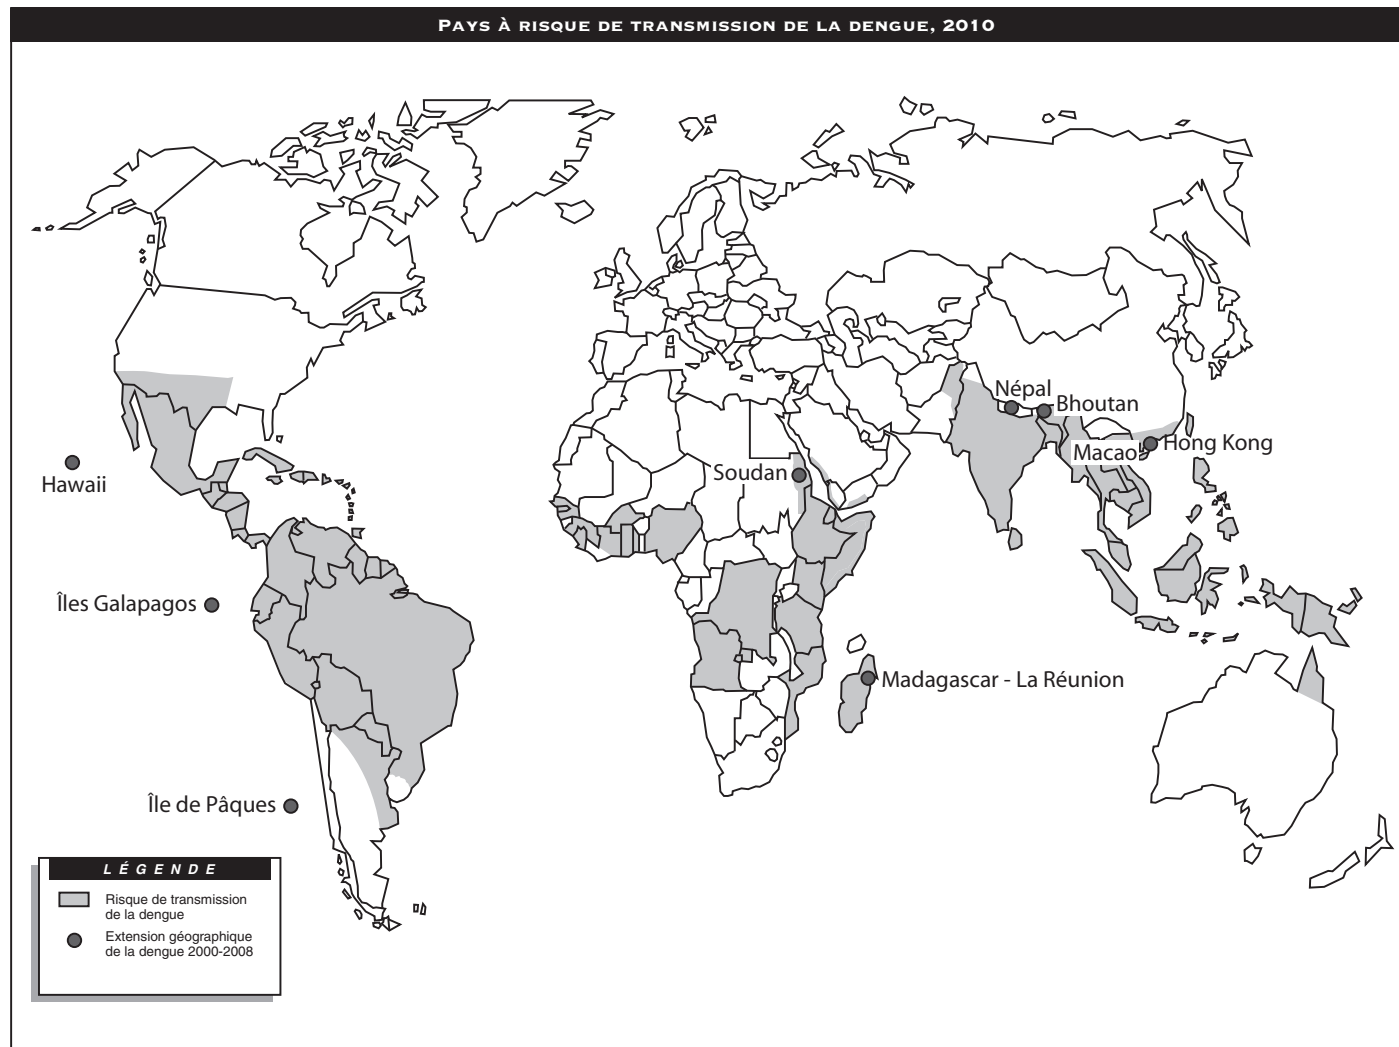 PAYS À RISQUE DE TRANSMISSION DE LA DENGUE, 2010
Népal
Bhoutan
Macao
Hong Kong
Soudan
Hawaii
Îles Galapagos
Madagascar - La Réunion
Île de Pâques
LÉGENDE
Risque de transmission
de la dengue
Extension géographique
de la dengue 2000-2008